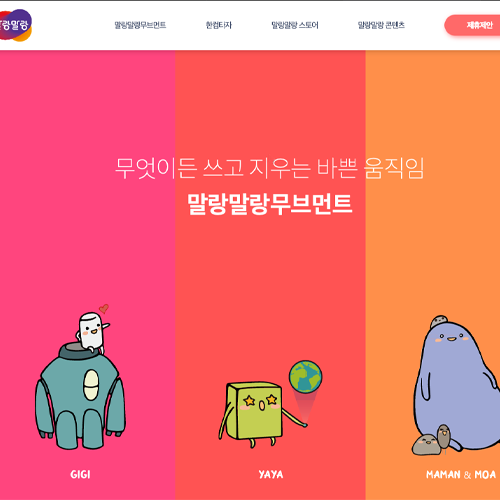 말랑말랑
말랑말랑무브먼트 한컴타자 말랑말랑 스토어 말랑말랑 콘텐츠 제휴제안
무엇이든 쓰고 지우는 바쁜 움직임
말랑말랑무브먼트
GIGI YAYA MAMAN & MOA